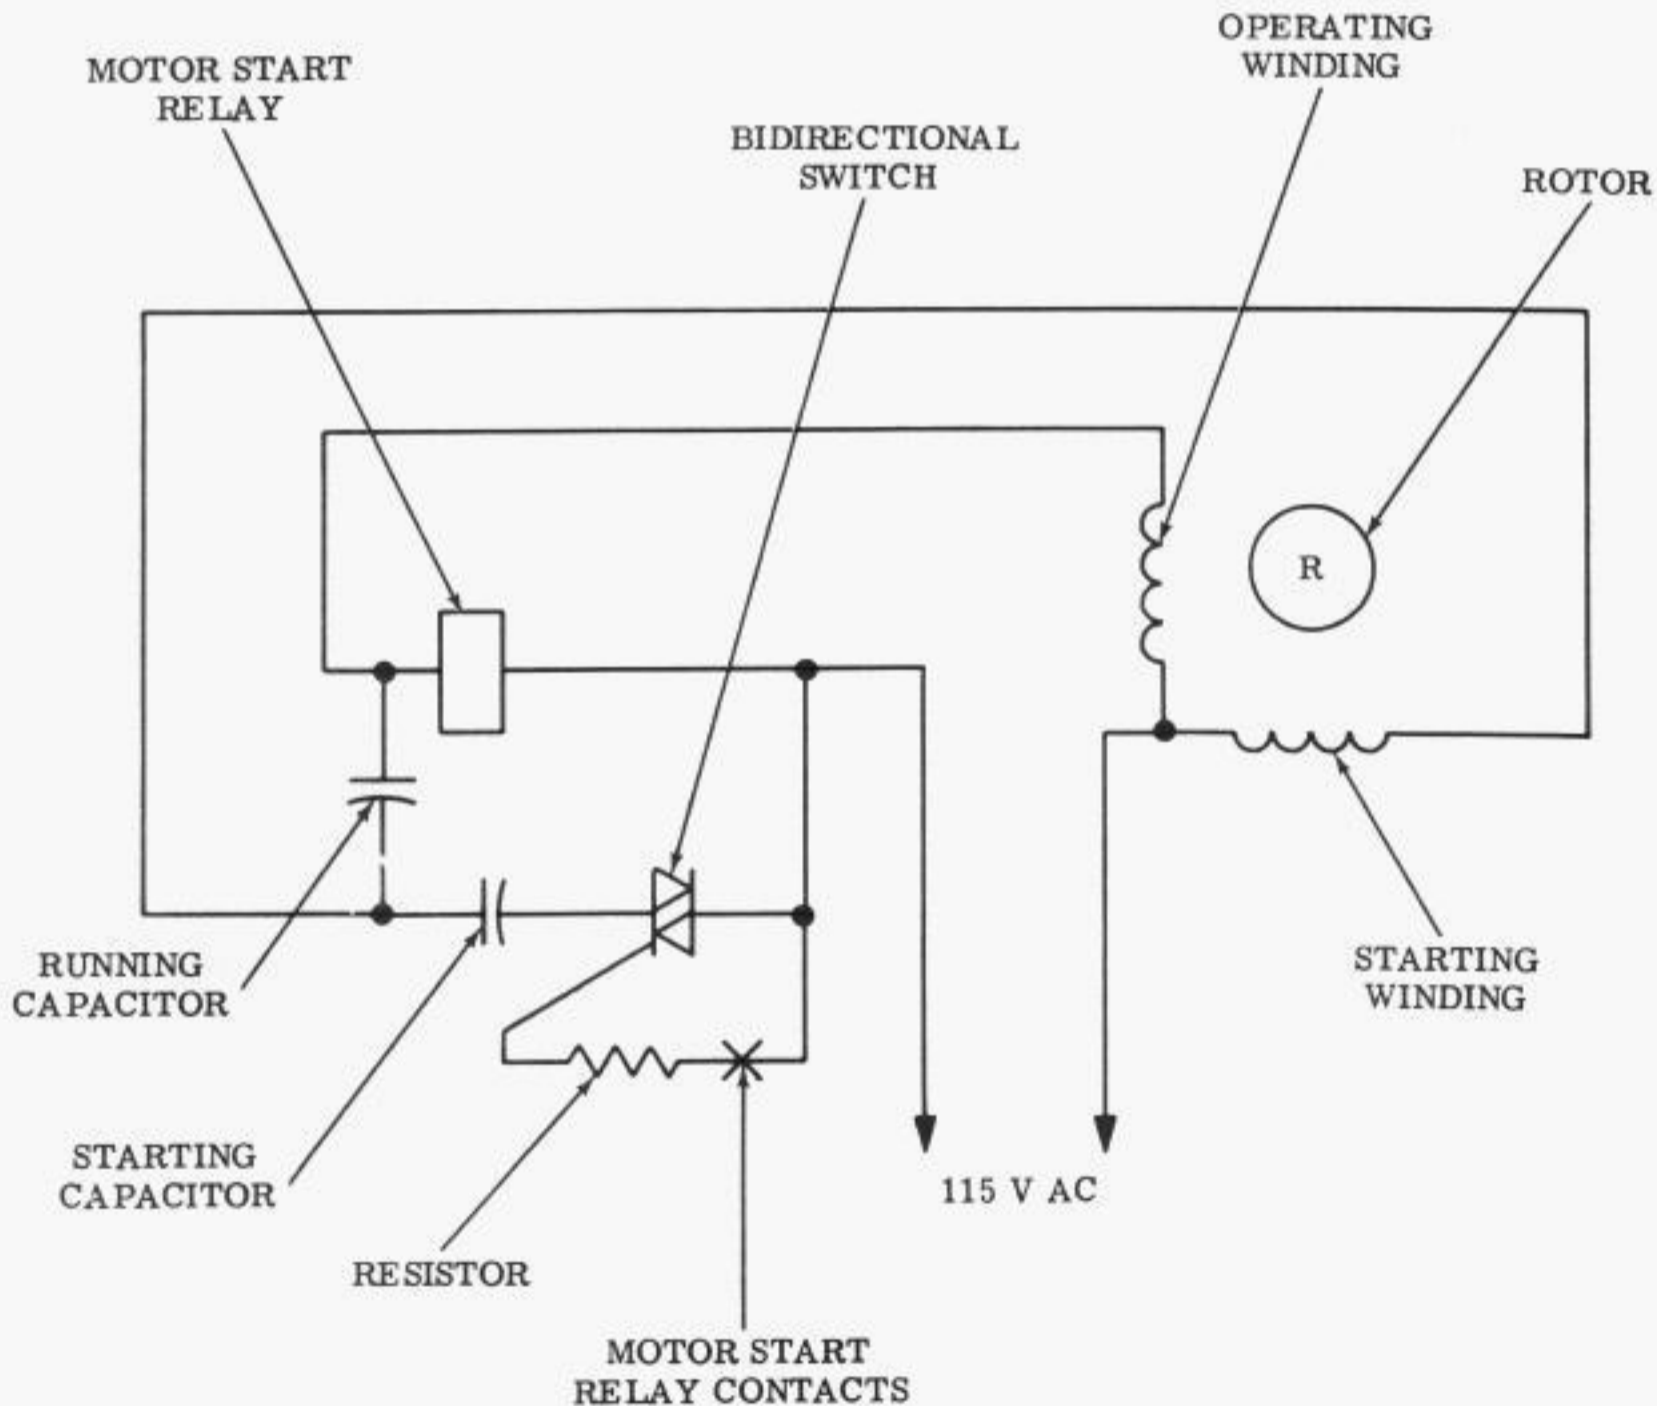 OPERATING
WINDING
MOTOR START
RELAY
BIDIRECTIONAL
SWITCH
ROTOR
R
RUNNING
CAPACITOR
STARTING
WINDING
STARTING
CAPACITOR
115 V AC
RESISTOR
MOTOR START
RELAY CONTACTS